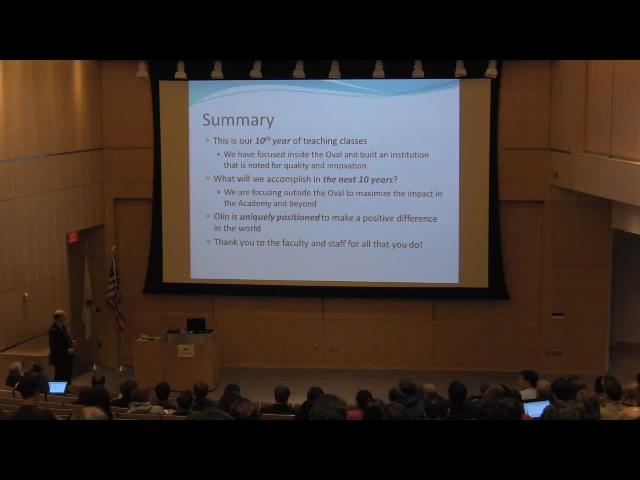 Summary
This is our 10th year of teaching classes
We have focused inside the Oval and built an institution
that is noted for quality and innovation
What will we accomplish in the next 10 years?
We are focusing outside the Oval to maximize the impact in
the Academy and beyond
Olin is uniquely positioned to make a positive difference
in the world
Thank you to the faculty and staff for all that you do!